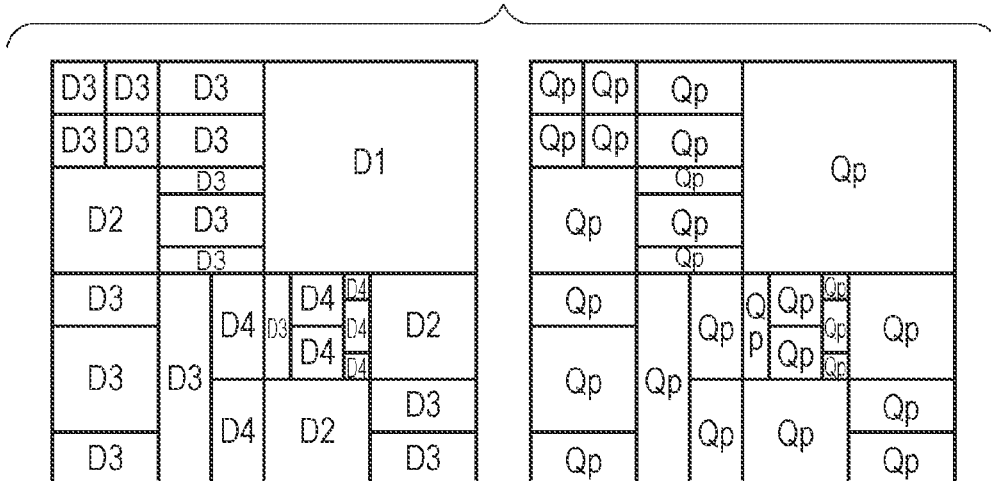 D3 D3 D3 Qp Qp Qp
D3 D3 D3 D1 Qp Qp Qp Qp
D3 Qp
D2 D3 Qp Qp
D3 Qp
D3 D4 D3 D4 D4 D2 Qp Qp Qp Qp Qp Qp
D4 D4 Qp Qp
D4 Qp
D3 D3 D4 D2 D3 Qp Qp Qp Qp Qp
D3 D3 Qp Qp